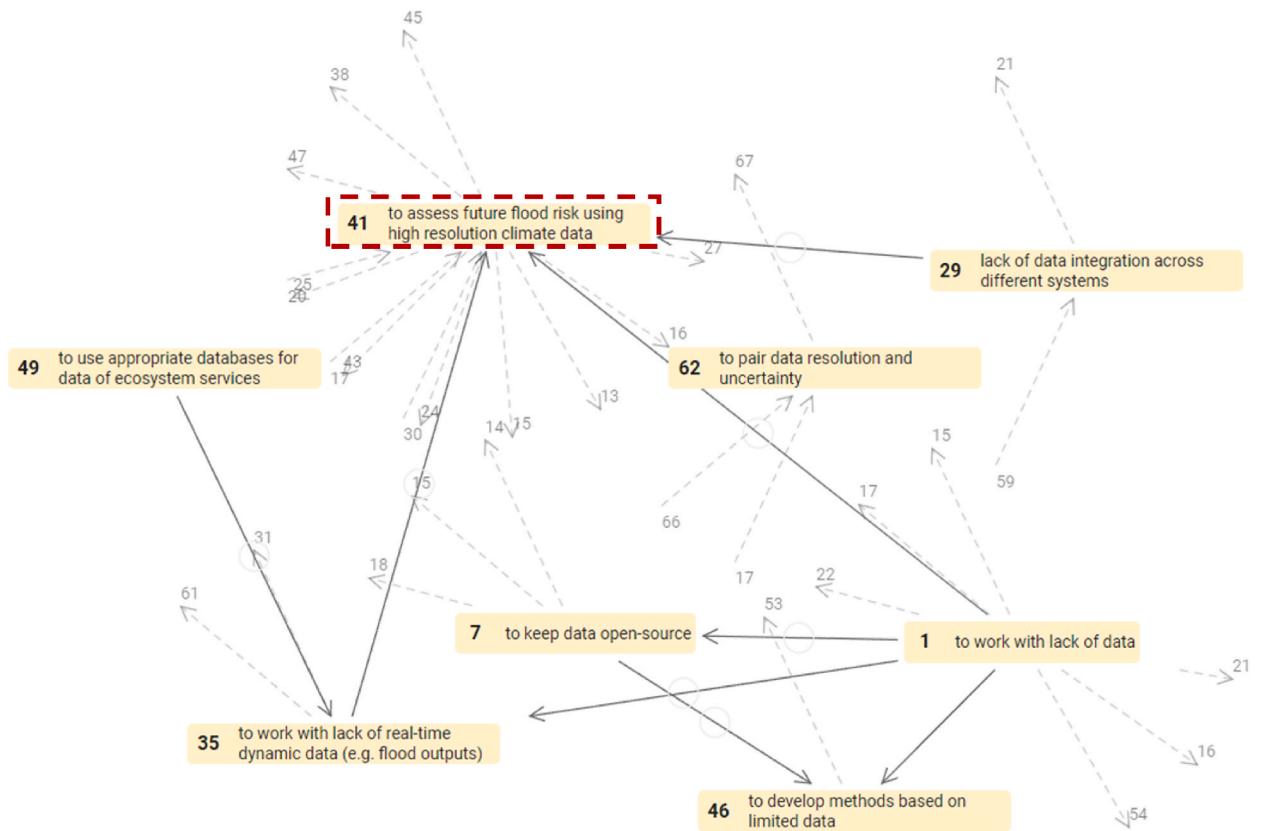 45
21
38
67
47
41 to assess future flood risk using
high resolution climate data
27
29 lack of data integration across
different systems
25
20
16
49 to use appropriate databases for
data of ecosystem services
43
17
62 to pair data resolution and
uncertainty
13
24
30
14
15
15
15
17
59
66
31
18
17
22
61
53
7 to keep data open-source
1 to work with lack of data
21
35 to work with lack of real-time
dynamic data (e.g. flood outputs)
16
46 to develop methods based on
limited data
54